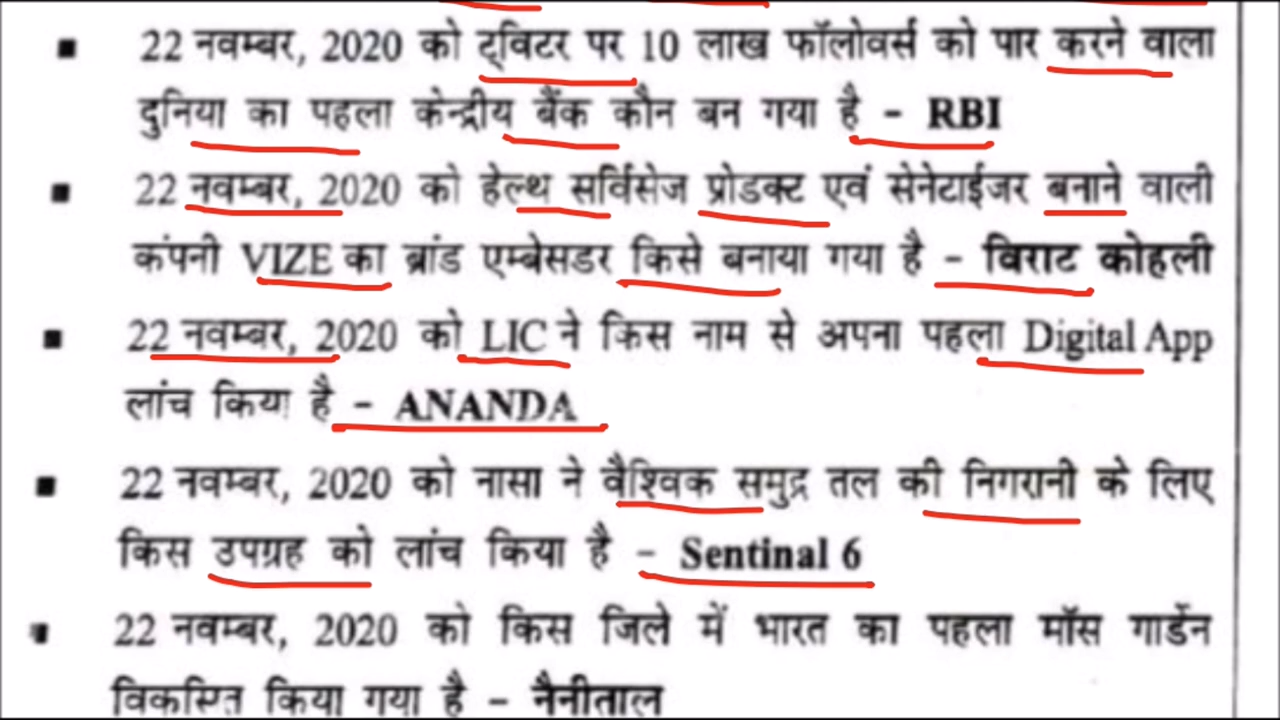 ▪ 22 नवम्बर, 2020 को ट्विटर पर 10 लाख फॉलोवर्स को पार करने वाला
दुनिया का पहला केन्द्रीय बैंक कौन बन गया है - RBI
▪ 22 नवम्बर, 2020 को हेल्थ सर्विसेज प्रोडक्ट एवं सेनेटाईजर बनाने वाली
कंपनी VIZE का ब्रांड एम्बेसडर किसे बनाया गया है - विराट कोहली
▪ 22 नवम्बर, 2020 को LIC ने किस नाम से अपना पहला Digital App
लांच किया है - ANANDA
▪ 22 नवम्बर, 2020 को नासा ने वैश्विक समुद्र तल की निगरानी के लिए
किस उपग्रह को लांच किया है - Sentinal 6
▪ 22 नवम्बर, 2020 को किस जिले में भारत का पहला मॉस गार्डेन
विकसित किया गया है - नैनीताल